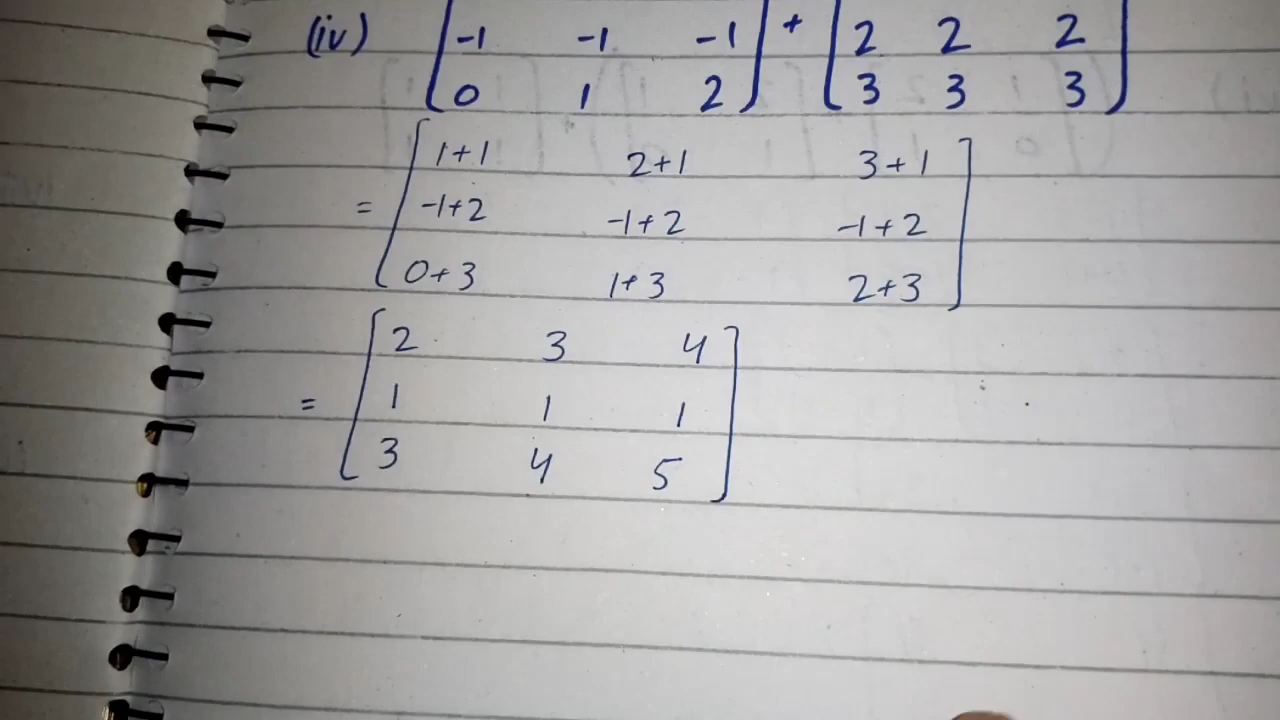 (iv) [-1 -1 -1] + [2 2 2]
[0 1 2] [3 3 3]
= [1+1 2+1 3+1]
[-1+2 -1+2 -1+2]
[0+3 1+3 2+3]
= [2 3 4]
[1 1 1]
[3 4 5]